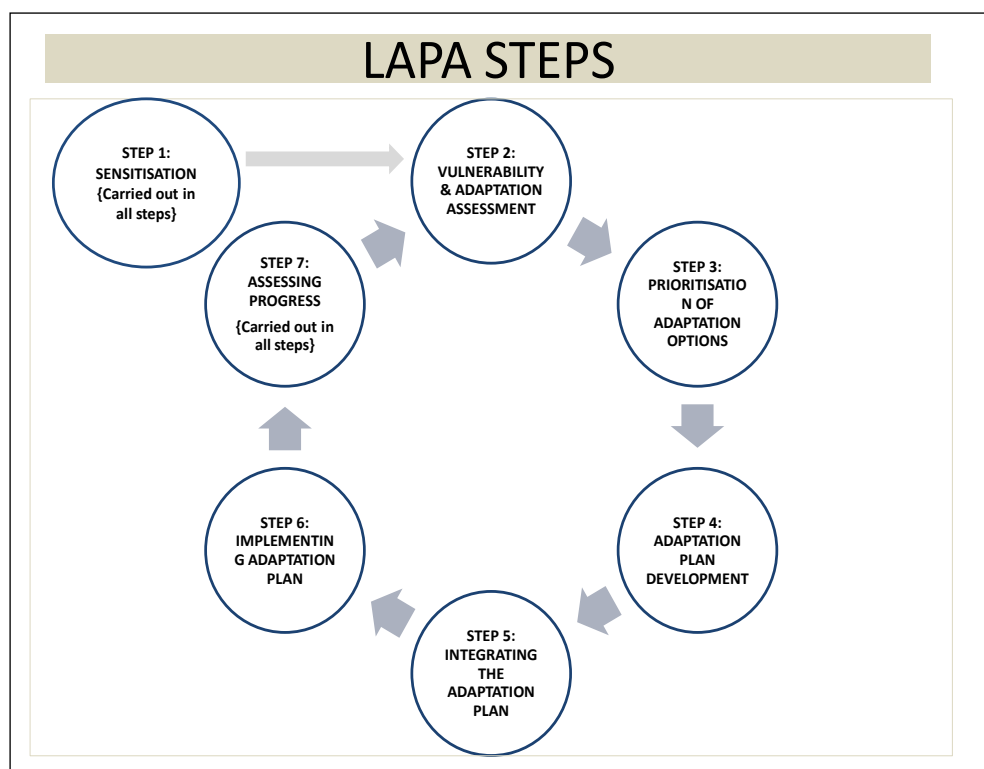 LAPA STEPS
STEP 1:
SENSITISATION
{Carried out in
all steps}
STEP 2:
VULNERABILITY
& ADAPTATION
ASSESSMENT
STEP 3:
PRIORITISATIO
N OF
ADAPTATION
OPTIONS
STEP 4:
ADAPTATION
PLAN
DEVELOPMENT
STEP 5:
INTEGRATING
THE
ADAPTATION
PLAN
STEP 6:
IMPLEMENTIN
G ADAPTATION
PLAN
STEP 7:
ASSESSING
PROGRESS
{Carried out in
all steps}